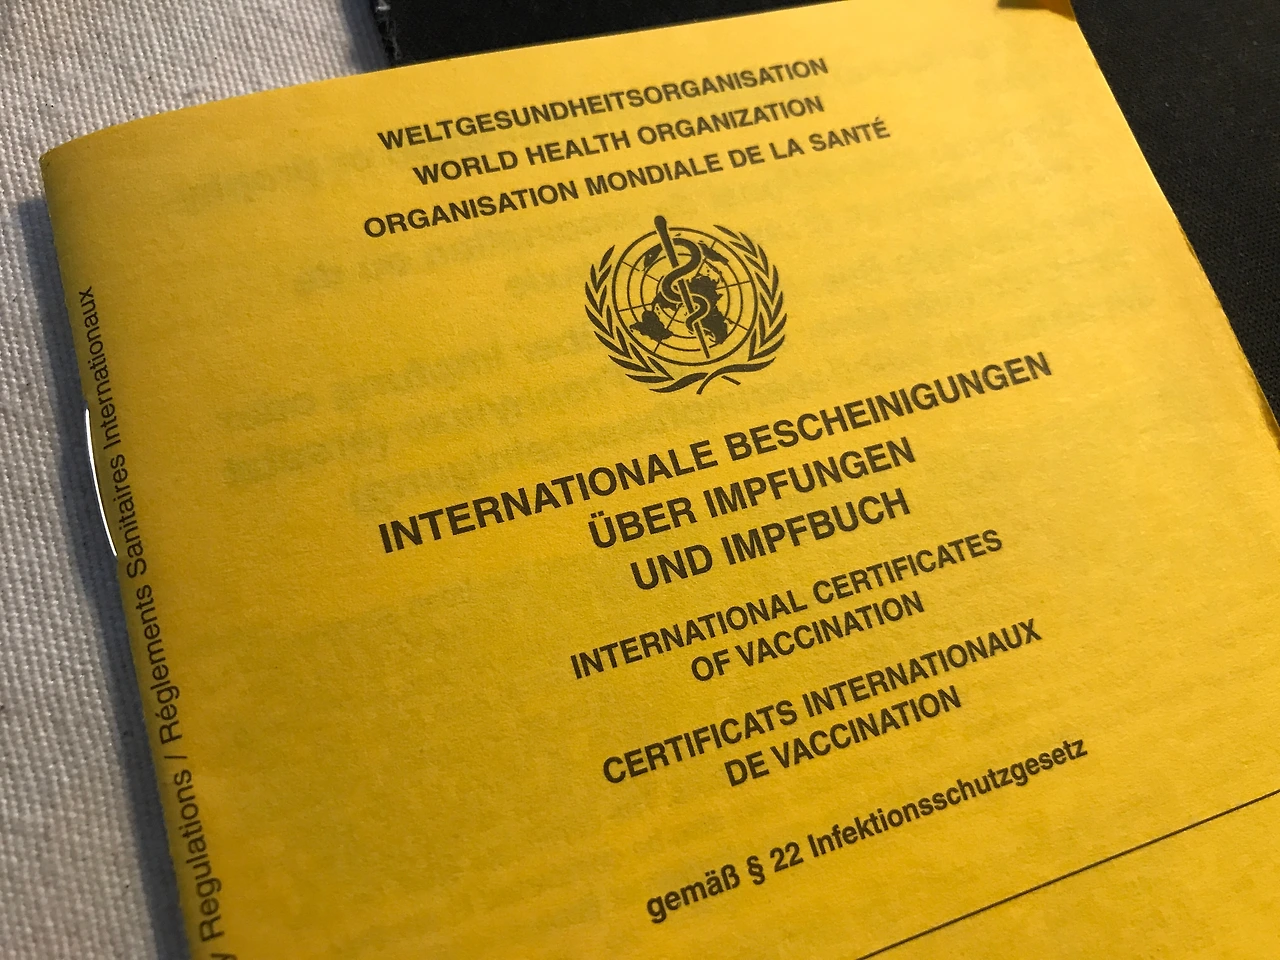 WELTGESUNDHEITSORGANISATION
WORLD HEALTH ORGANIZATION
ORGANISATION MONDIALE DE LA SANTÉ
INTERNATIONALE BESCHEINIGUNGEN
ÜBER IMPFUNGEN
UND IMPFBUCH
INTERNATIONAL CERTIFICATES
OF VACCINATION
CERTIFICATS INTERNATIONAUX
DE VACCINATION
gemäß § 22 Infektionsschutzgesetz
y Regulations / Réglements Sanitaires Internationaux